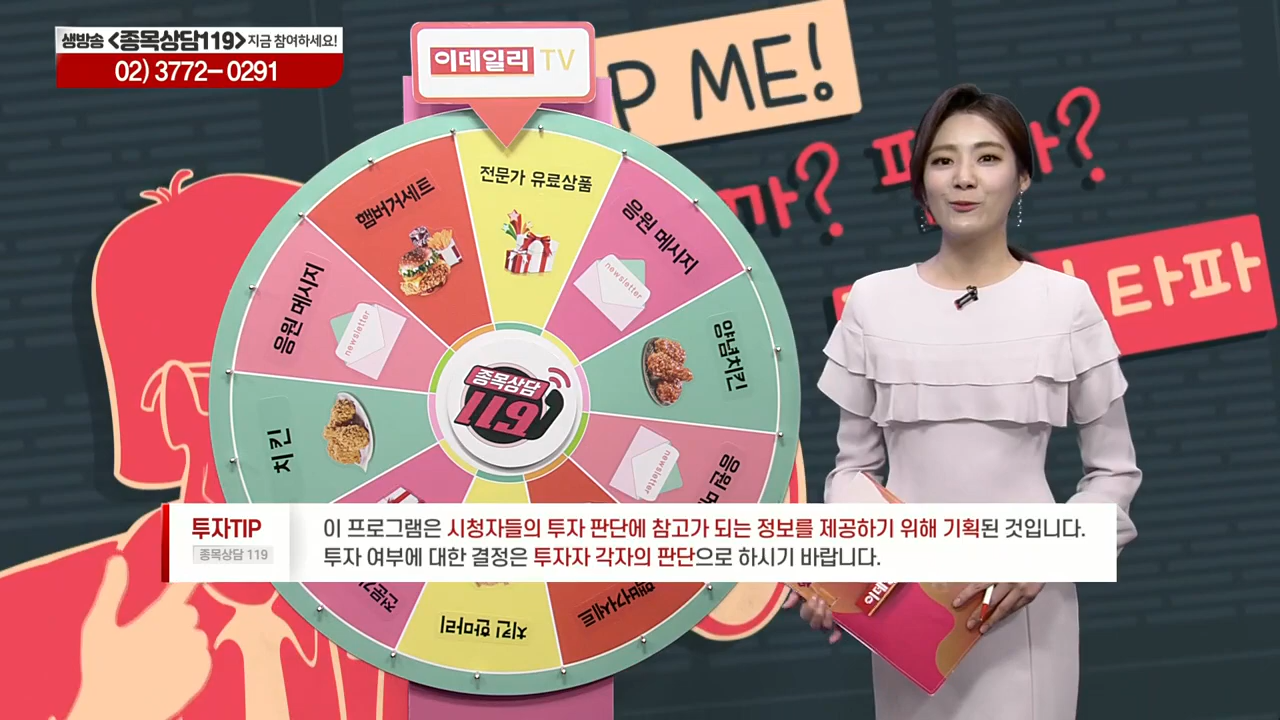 생방송 <종목상담119> 지금 참여하세요!
02) 3772-0291
이데일리 TV
P ME!
까? 파 까?
타파
전문가 유료상품
응원 메시지
양념치킨
응원 메
햄버거세트
치킨 한마리
전문가
치킨
응원 메시지
햄버거세트
newsletter
newsletter
newsletter
종목상담
119
투자TIP
종목상담 119
이 프로그램은 시청자들의 투자 판단에 참고가 되는 정보를 제공하기 위해 기획된 것입니다.
투자 여부에 대한 결정은 투자자 각자의 판단으로 하시기 바랍니다.